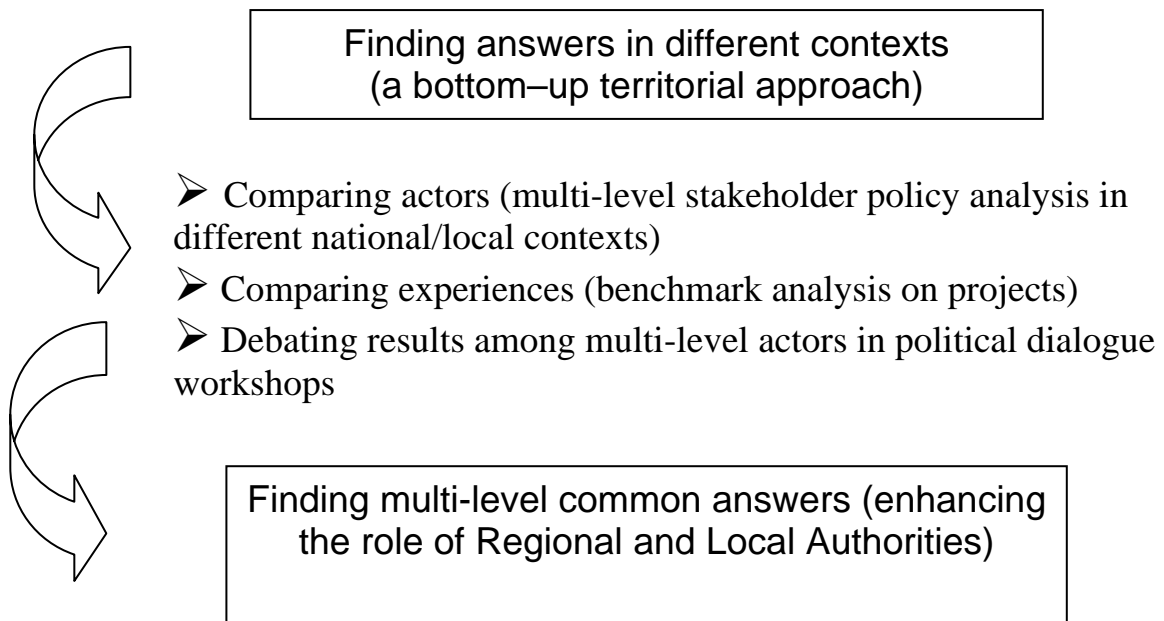 Finding answers in different contexts
(a bottom–up territorial approach)
➢ Comparing actors (multi-level stakeholder policy analysis in
different national/local contexts)
➢ Comparing experiences (benchmark analysis on projects)
➢ Debating results among multi-level actors in political dialogue
workshops
Finding multi-level common answers (enhancing
the role of Regional and Local Authorities)